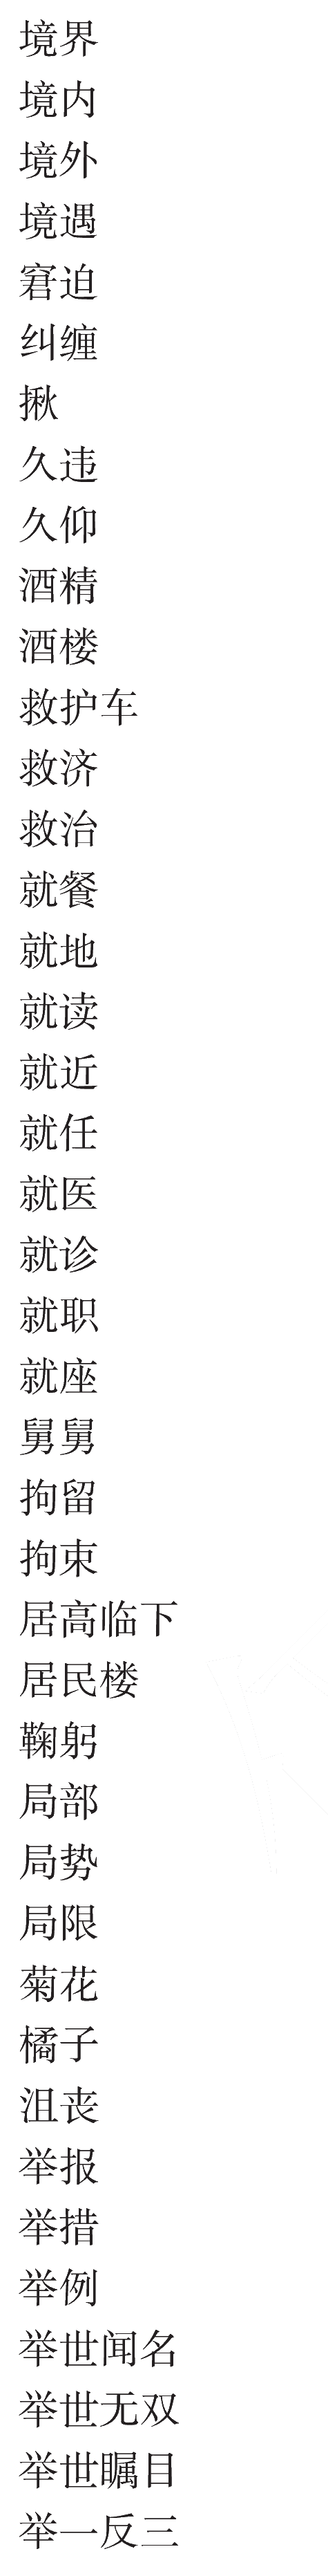 境界
境内
境外
境遇
窘迫
纠缠
揪
久违
久仰
酒精
酒楼
救护车
救济
救治
就餐
就地
就读
就近
就任
就医
就诊
就职
就座
舅舅
拘留
拘束
居高临下
居民楼
鞠躬
局部
局势
局限
菊花
橘子
沮丧
举报
举措
举例
举世闻名
举世无双
举世瞩目
举一反三